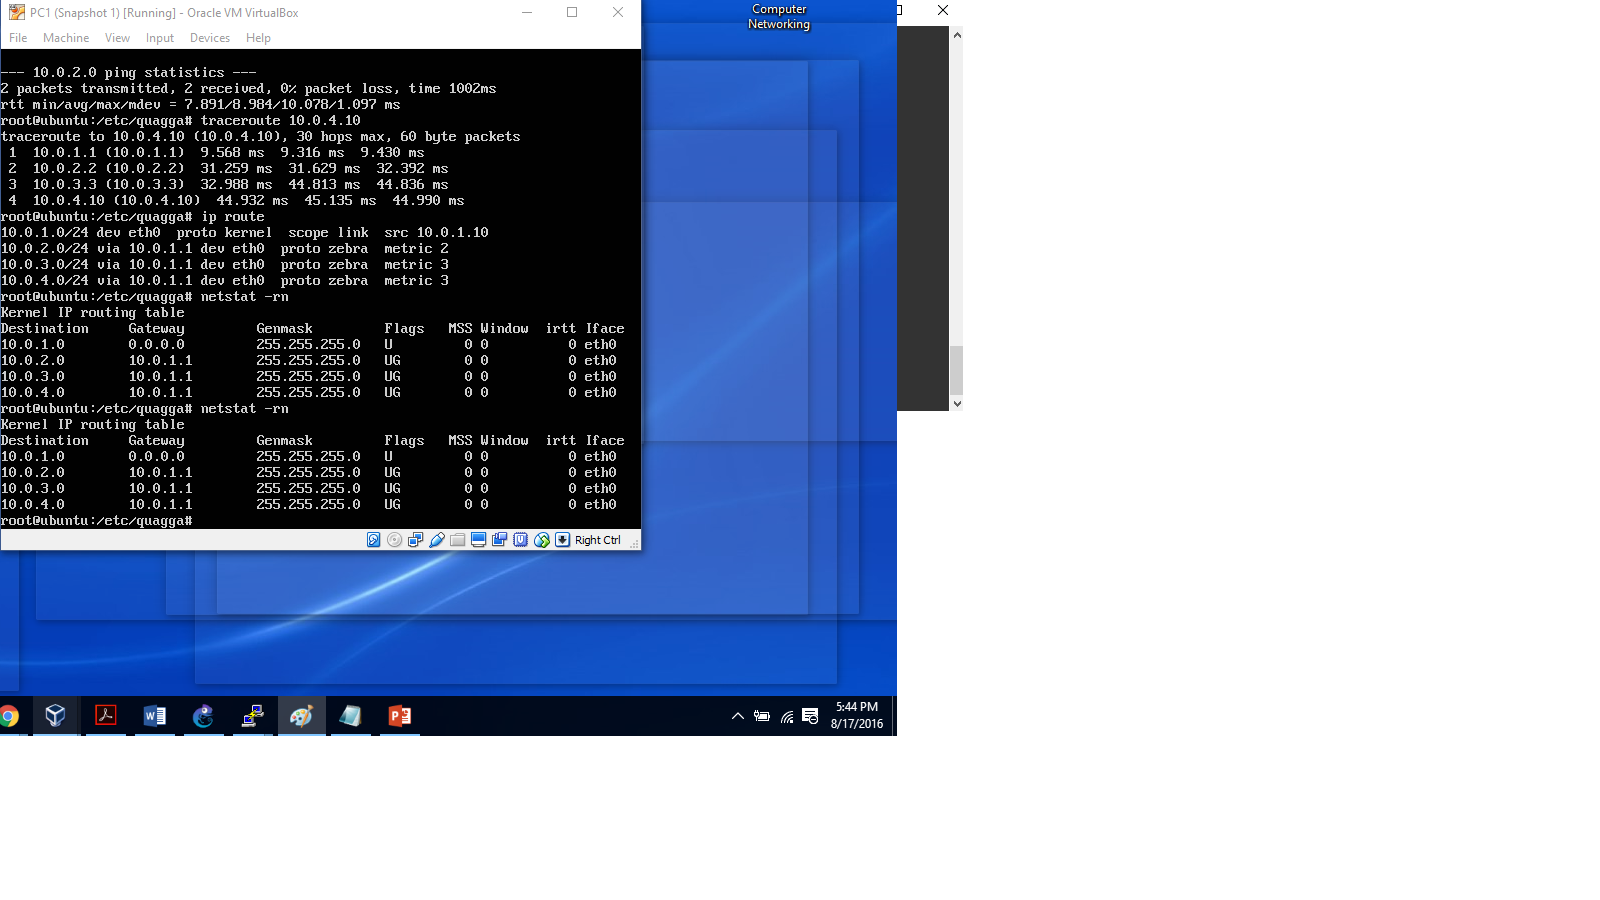 PC1 (Snapshot 1) [Running] - Oracle VM VirtualBox
File Machine View Input Devices Help
--- 10.0.2.0 ping statistics ---
2 packets transmitted, 2 received, 0% packet loss, time 1002ms
rtt min/avg/max/mdev = 7.891/8.984/10.078/1.097 ms
root@ubuntu:/etc/quagga# traceroute 10.0.4.10
traceroute to 10.0.4.10 (10.0.4.10), 30 hops max, 60 byte packets
1 10.0.1.1 (10.0.1.1) 9.568 ms 9.316 ms 9.430 ms
2 10.0.2.2 (10.0.2.2) 31.259 ms 31.629 ms 32.392 ms
3 10.0.3.3 (10.0.3.3) 32.988 ms 44.813 ms 44.836 ms
4 10.0.4.10 (10.0.4.10) 44.932 ms 45.135 ms 44.990 ms
root@ubuntu:/etc/quagga# ip route
10.0.1.0/24 dev eth0 proto kernel scope link src 10.0.1.10
10.0.2.0/24 via 10.0.1.1 dev eth0 proto zebra metric 2
10.0.3.0/24 via 10.0.1.1 dev eth0 proto zebra metric 3
10.0.4.0/24 via 10.0.1.1 dev eth0 proto zebra metric 3
root@ubuntu:/etc/quagga# netstat -rn
Kernel IP routing table
Destination Gateway Genmask Flags MSS Window irtt Iface
10.0.1.0 0.0.0.0 255.255.255.0 U 0 0 0 eth0
10.0.2.0 10.0.1.1 255.255.255.0 UG 0 0 0 eth0
10.0.3.0 10.0.1.1 255.255.255.0 UG 0 0 0 eth0
10.0.4.0 10.0.1.1 255.255.255.0 UG 0 0 0 eth0
root@ubuntu:/etc/quagga# netstat -rn
Kernel IP routing table
Destination Gateway Genmask Flags MSS Window irtt Iface
10.0.1.0 0.0.0.0 255.255.255.0 U 0 0 0 eth0
10.0.2.0 10.0.1.1 255.255.255.0 UG 0 0 0 eth0
10.0.3.0 10.0.1.1 255.255.255.0 UG 0 0 0 eth0
10.0.4.0 10.0.1.1 255.255.255.0 UG 0 0 0 eth0
root@ubuntu:/etc/quagga#
Right Ctrl
Computer
Networking
5:44 PM
8/17/2016